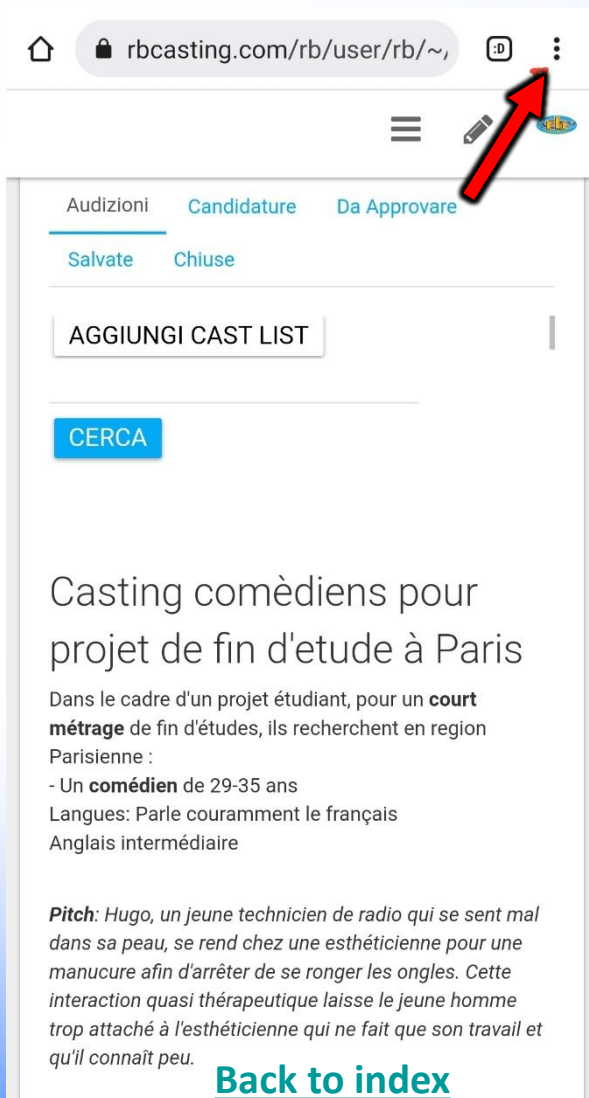 rbcasting.com/rb/user/rb/~/
:D
Audizioni Candidature Da Approvare
Salvate Chiuse
AGGIUNGI CAST LIST
CERCA
Casting comèdiens pour
projet de fin d'etude à Paris
Dans le cadre d'un projet étudiant, pour un court
métrage de fin d'études, ils recherchent en region
Parisienne :
- Un comédien de 29-35 ans
Langues: Parle couramment le français
Anglais intermédiaire
Pitch: Hugo, un jeune technicien de radio qui se sent mal
dans sa peau, se rend chez une esthéticienne pour une
manucure afin d'arrêter de se ronger les ongles. Cette
interaction quasi thérapeutique laisse le jeune homme
trop attaché à l'esthéticienne qui ne fait que son travail et
qu'il connaît peu.
Back to index